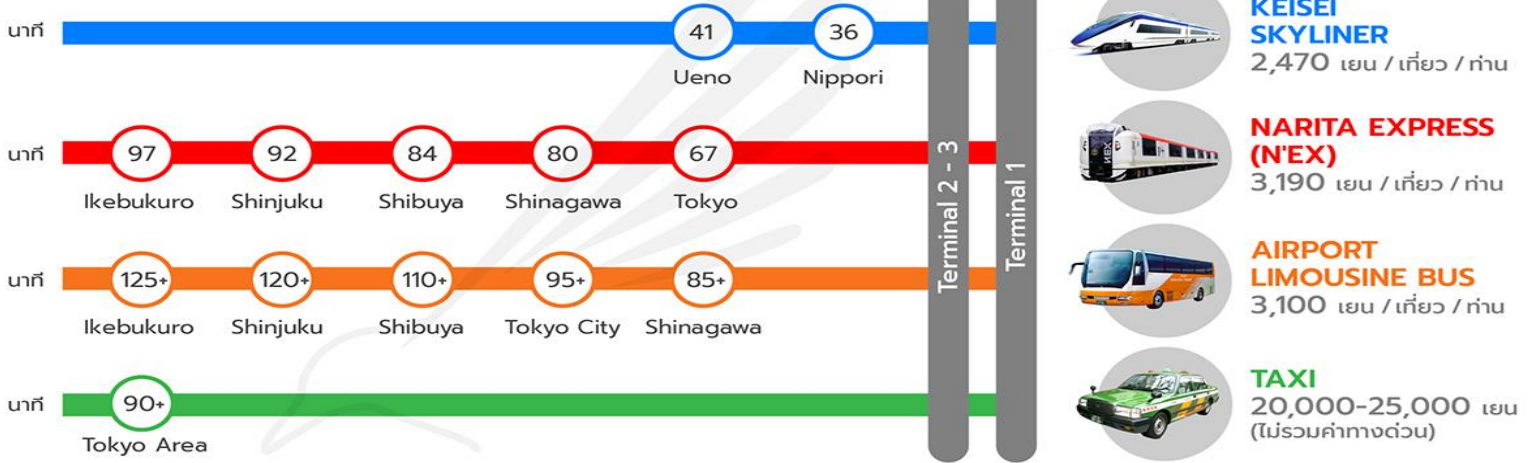 นาที
41
36
Ueno
Nippori
KEISEI
SKYLINER
2,470 เยน / เที่ยว / ท่าน
นาที
97
92
84
80
67
Ikebukuro
Shinjuku
Shibuya
Shinagawa
Tokyo
NARITA EXPRESS
(N'EX)
3,190 เยน / เที่ยว / ท่าน
นาที
125+
120+
110+
95+
85+
Ikebukuro
Shinjuku
Shibuya
Tokyo City
Shinagawa
AIRPORT
LIMOUSINE BUS
3,100 เยน / เที่ยว / ท่าน
นาที
90+
Tokyo Area
Terminal 2 - 3
Terminal 1
TAXI
20,000-25,000 เยน
(ไม่รวมค่าทางด่วน)
NEX